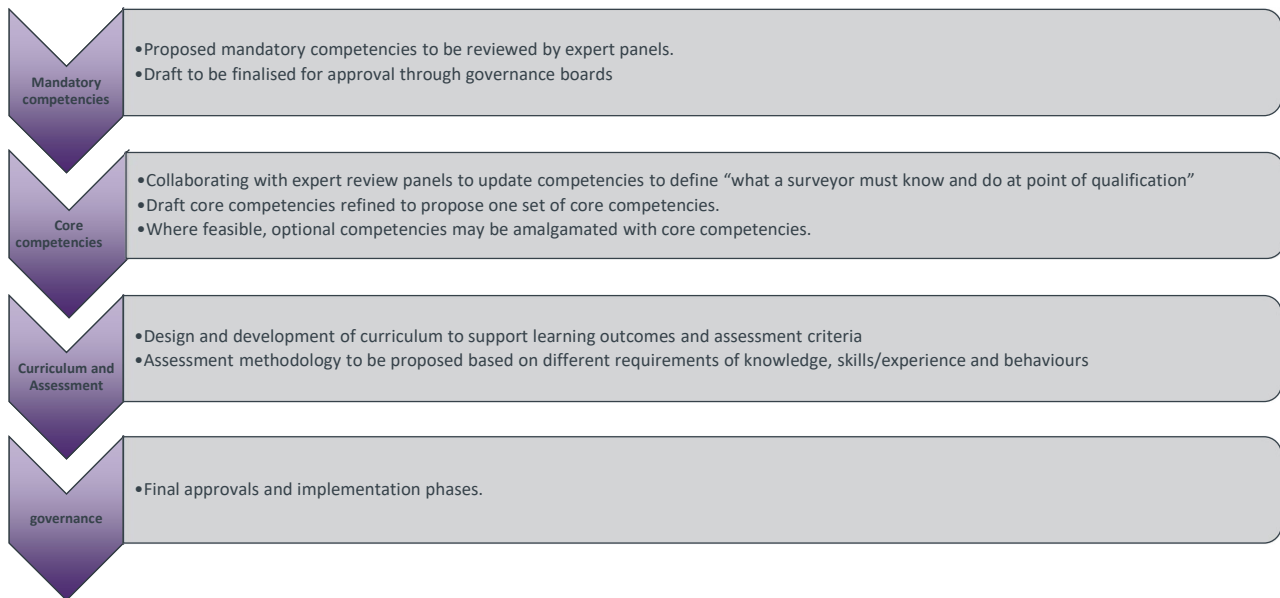 Mandatory
competencies
•Proposed mandatory competencies to be reviewed by expert panels.
•Draft to be finalised for approval through governance boards
Core
competencies
•Collaborating with expert review panels to update competencies to define “what a surveyor must know and do at point of qualification”
•Draft core competencies refined to propose one set of core competencies.
•Where feasible, optional competencies may be amalgamated with core competencies.
Curriculum and
Assessment
•Design and development of curriculum to support learning outcomes and assessment criteria
•Assessment methodology to be proposed based on different requirements of knowledge, skills/experience and behaviours
governance
•Final approvals and implementation phases.